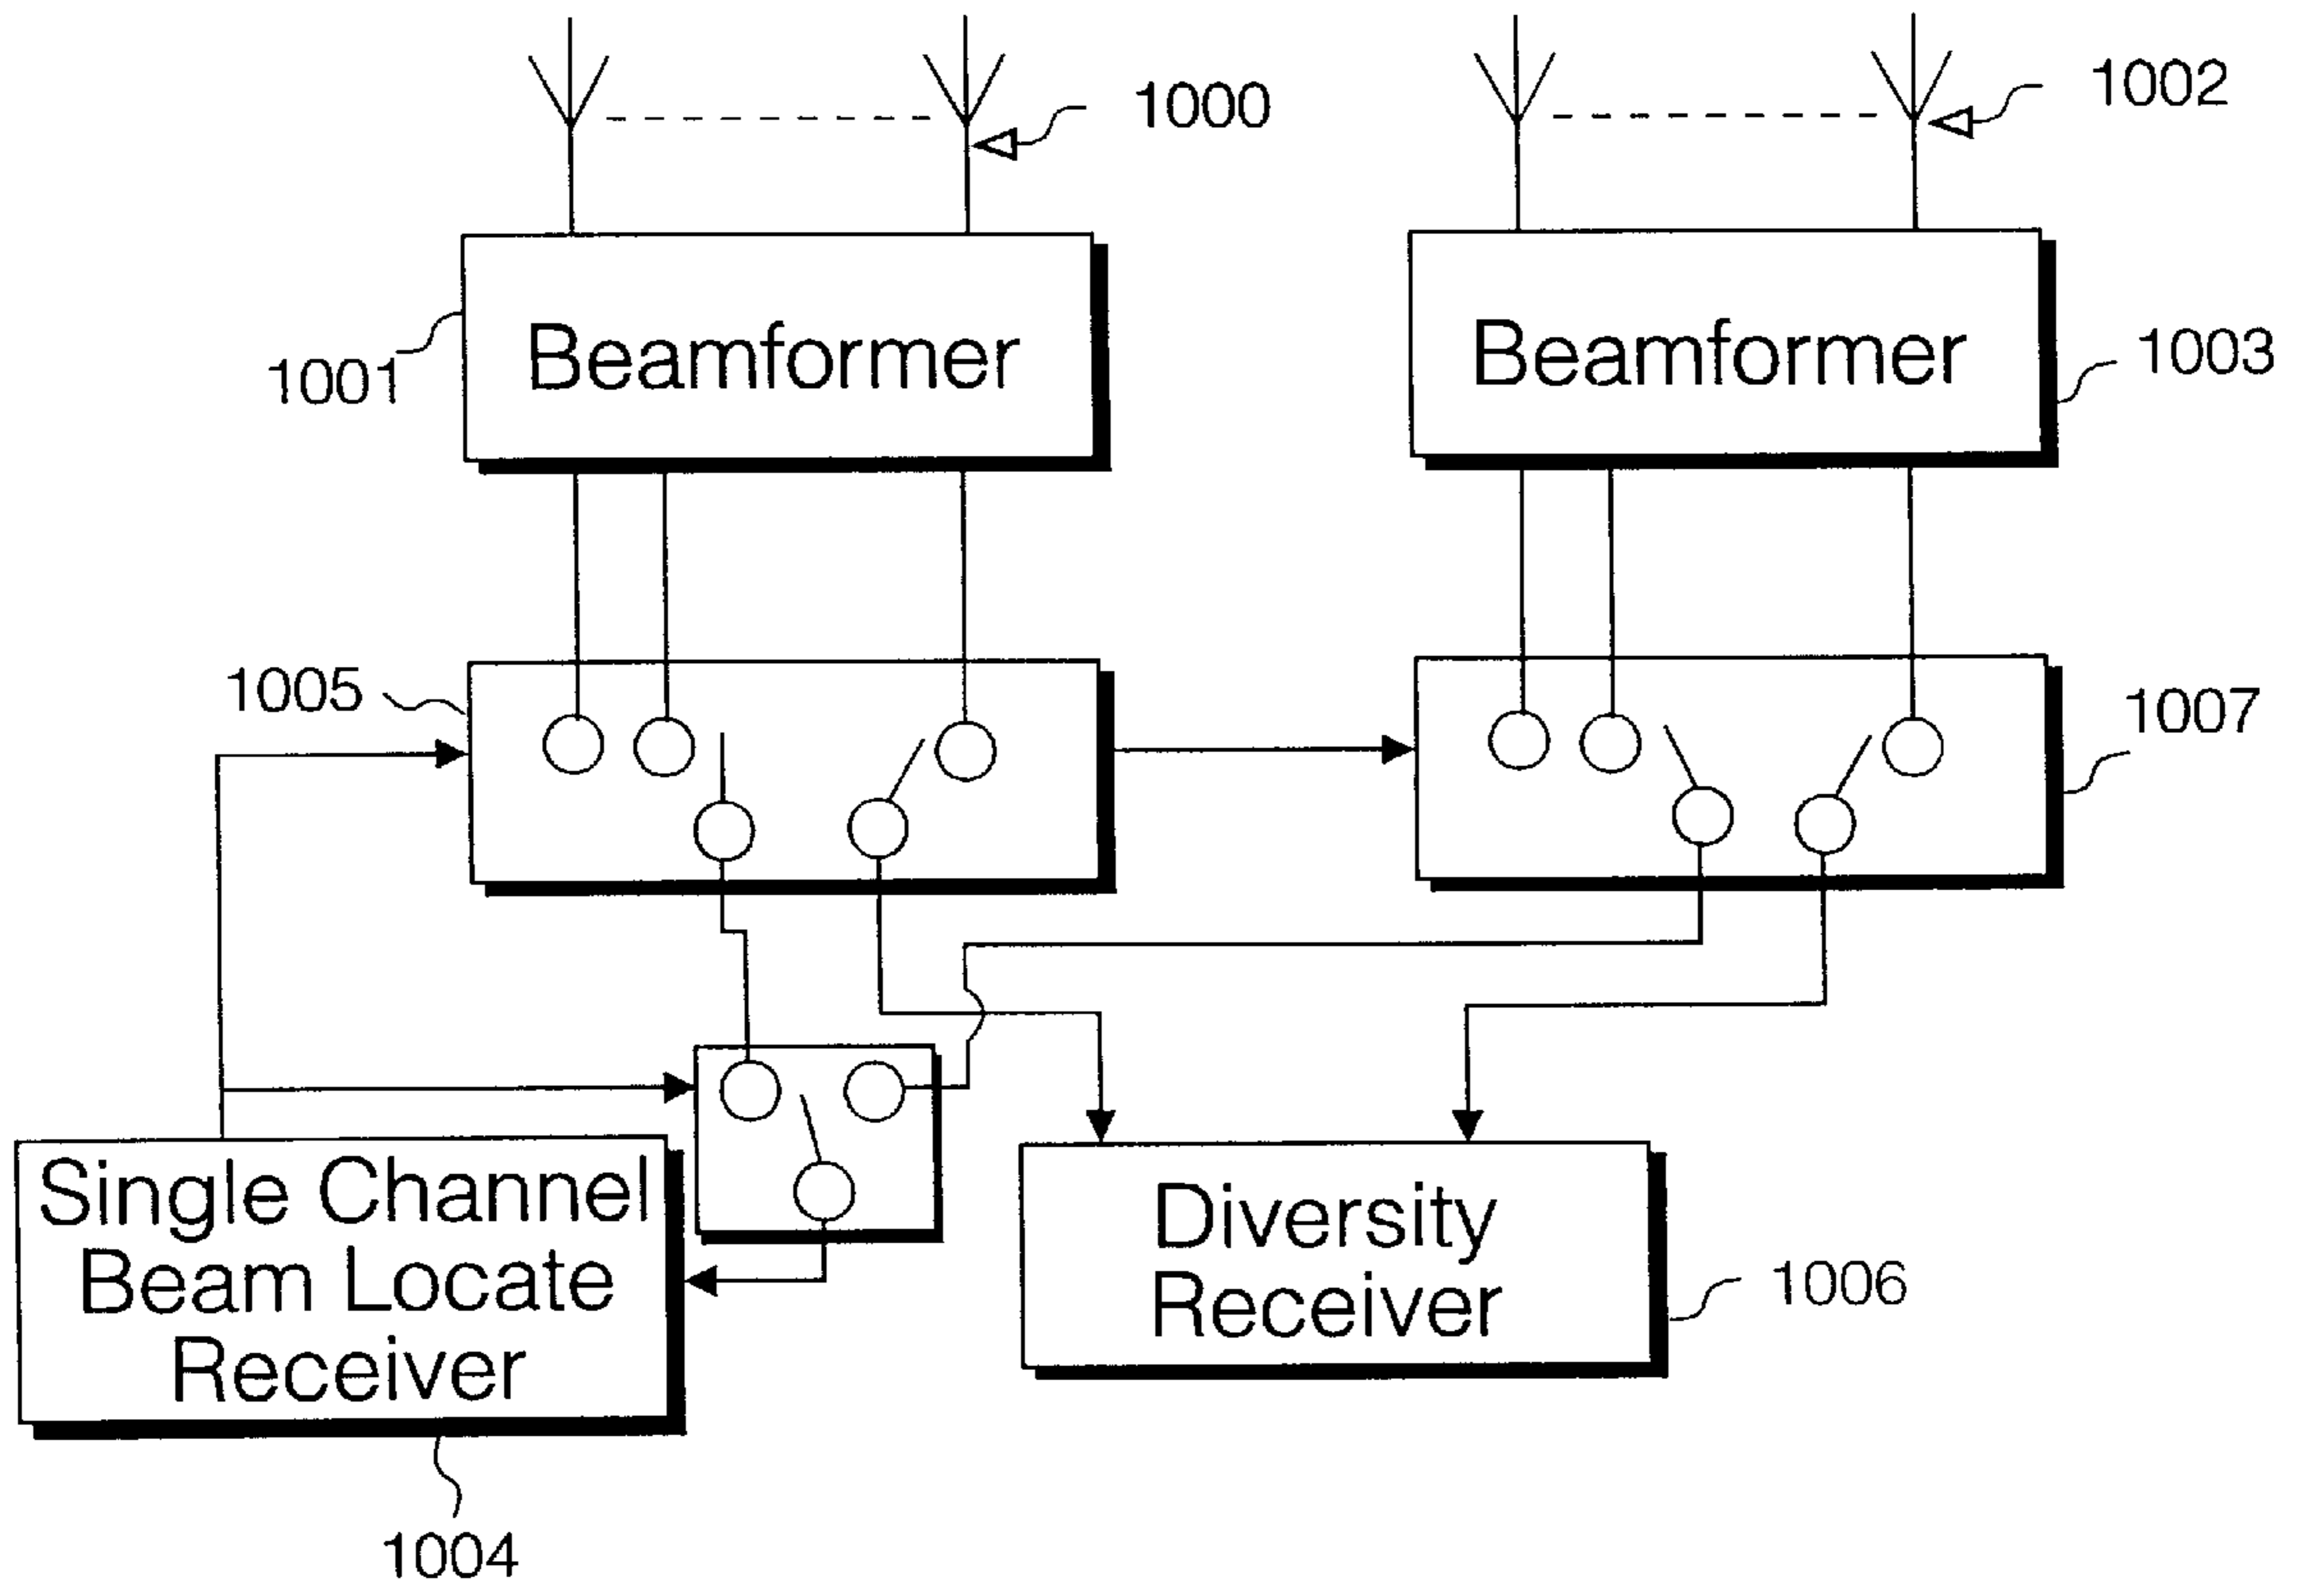 1000
1002
Beamformer
1001
Beamformer
1003
1005
1007
Single Channel
Beam Locate
Receiver
Diversity
Receiver
1006
1004